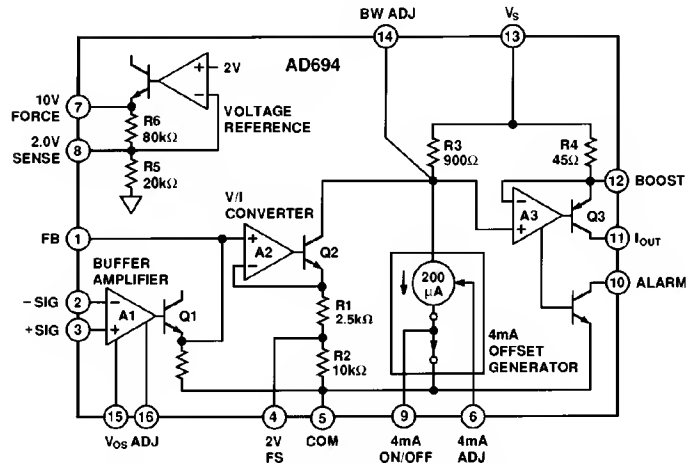 BW ADJ
14
VS
13
AD694
2V
+
−
VOLTAGE
REFERENCE
10V
FORCE
7
R6
80kΩ
2.0V
SENSE
8
R5
20kΩ
R3
900Ω
R4
45Ω
12
BOOST
−
+
A3
Q3
11
IOUT
V/I
CONVERTER
FB
1
+
−
A2
Q2
BUFFER
AMPLIFIER
−SIG
2
−
+SIG
3
+
A1
Q1
R1
2.5kΩ
R2
10kΩ
200
μA
4mA
OFFSET
GENERATOR
10
ALARM
15
16
4
5
9
6
VOS ADJ
2V
FS
COM
4mA
ON/OFF
4mA
ADJ